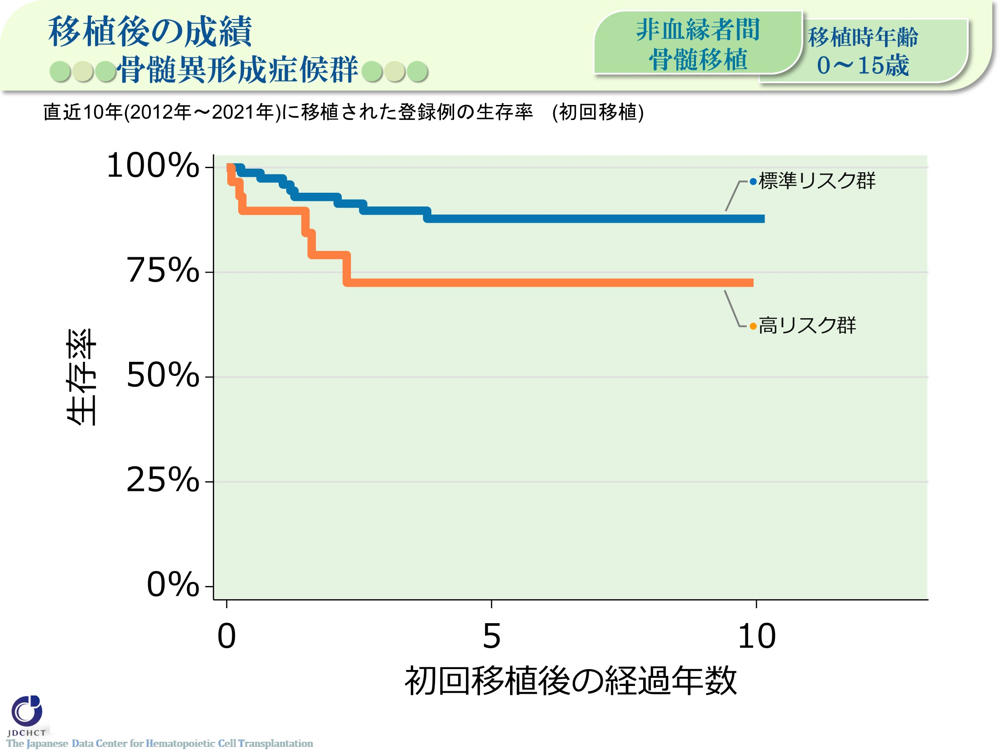 移植後の成績
骨髄異形成症候群
非血縁者間
骨髄移植
移植時年齢
0～15歳
直近10年(2012年～2021年)に移植された登録例の生存率　(初回移植)
100%
75%
50%
25%
0%
生存率
標準リスク群
高リスク群
0
5
10
初回移植後の経過年数
JDCHCT
The Japanese Data Center for Hematopoietic Cell Transplantation